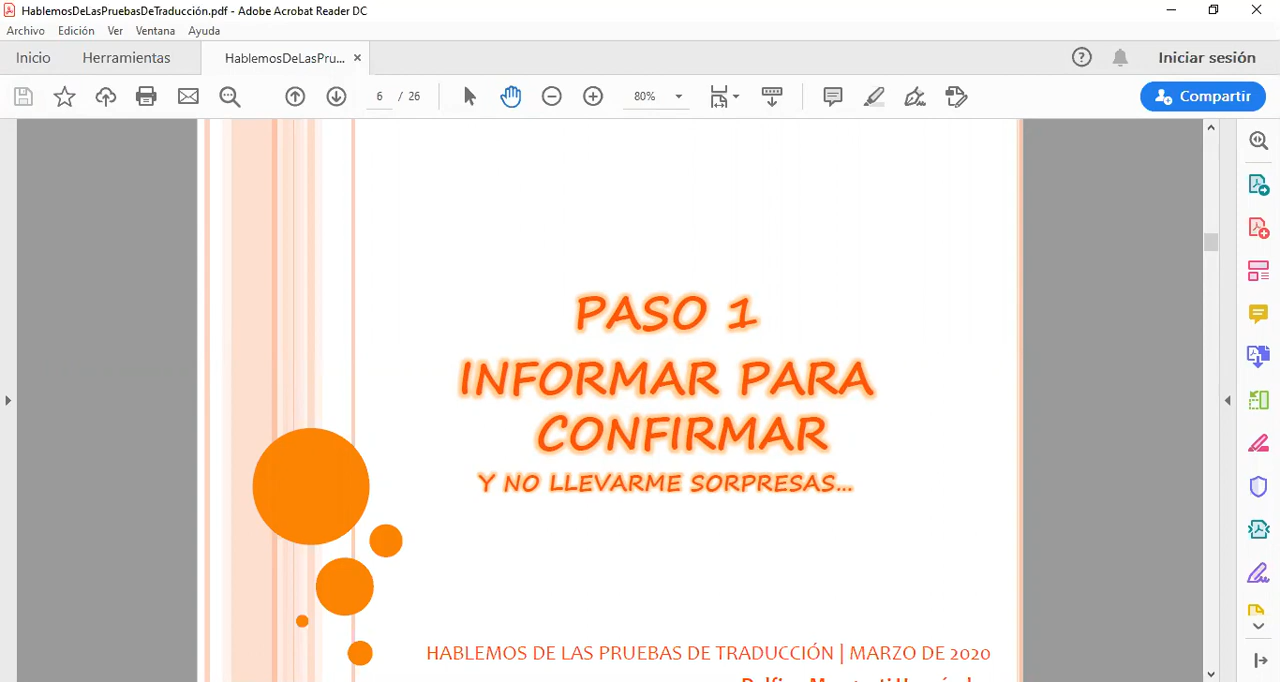 HablemosDeLasPruebasDeTraducción.pdf - Adobe Acrobat Reader DC
Archivo Edición Ver Ventana Ayuda
Inicio Herramientas HablemosDeLasPru... Iniciar sesión
6 / 26 80% Compartir
PASO 1
INFORMAR PARA
CONFIRMAR
Y NO LLEVARME SORPRESAS...
HABLEMOS DE LAS PRUEBAS DE TRADUCCIÓN | MARZO DE 2020